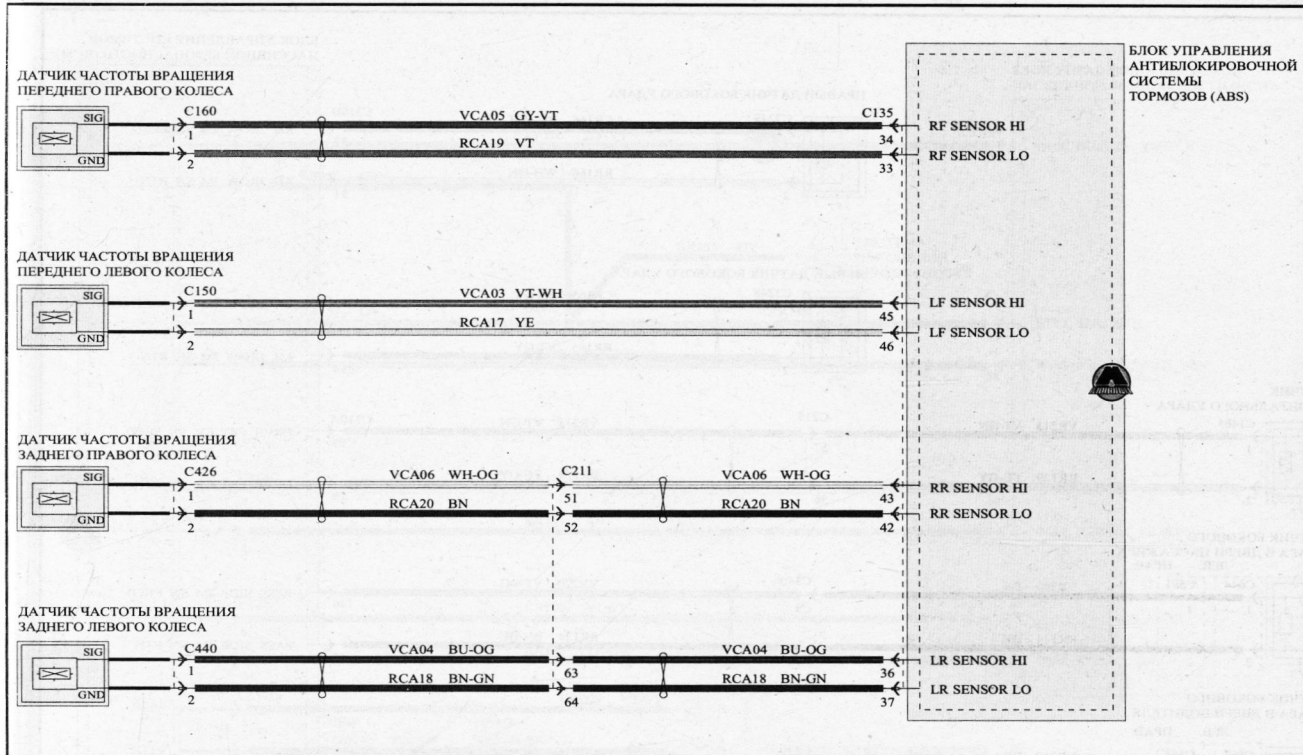 БЛОК УПРАВЛЕНИЯ
АНТИБЛОКИРОВОЧНОЙ
СИСТЕМЫ
ТОРМОЗОВ (ABS)
ДАТЧИК ЧАСТОТЫ ВРАЩЕНИЯ
ПЕРЕДНЕГО ПРАВОГО КОЛЕСА
SIG C160 VCA05 GY-VT C135
1 34 RF SENSOR HI
RCA19 VT
GND 2 33 RF SENSOR LO
ДАТЧИК ЧАСТОТЫ ВРАЩЕНИЯ
ПЕРЕДНЕГО ЛЕВОГО КОЛЕСА
SIG C150 VCA03 VT-WH
1 45 LF SENSOR HI
RCA17 YE
GND 2 46 LF SENSOR LO
ДАТЧИК ЧАСТОТЫ ВРАЩЕНИЯ
ЗАДНЕГО ПРАВОГО КОЛЕСА
SIG C426 VCA06 WH-OG C211 VCA06 WH-OG
1 51 43 RR SENSOR HI
RCA20 BN RCA20 BN
GND 2 52 42 RR SENSOR LO
ДАТЧИК ЧАСТОТЫ ВРАЩЕНИЯ
ЗАДНЕГО ЛЕВОГО КОЛЕСА
SIG C440 VCA04 BU-OG VCA04 BU-OG
1 63 36 LR SENSOR HI
RCA18 BN-GN RCA18 BN-GN
GND 2 64 37 LR SENSOR LO